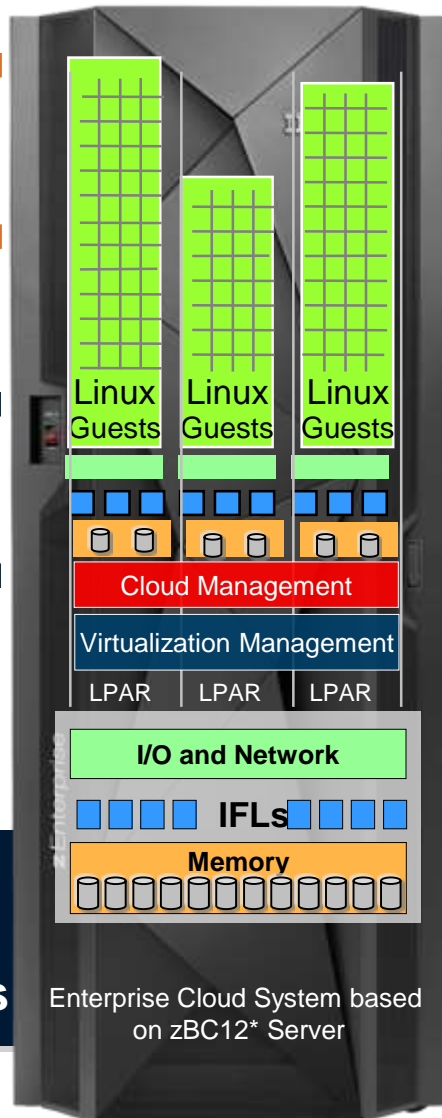 Linux
Guests
Linux
Guests
Linux
Guests
Cloud Management
Virtualization Management
LPAR
LPAR
LPAR
I/O and Network
IFLs
Memory
zEnterprise
s
Enterprise Cloud System based
on zBC12* Server